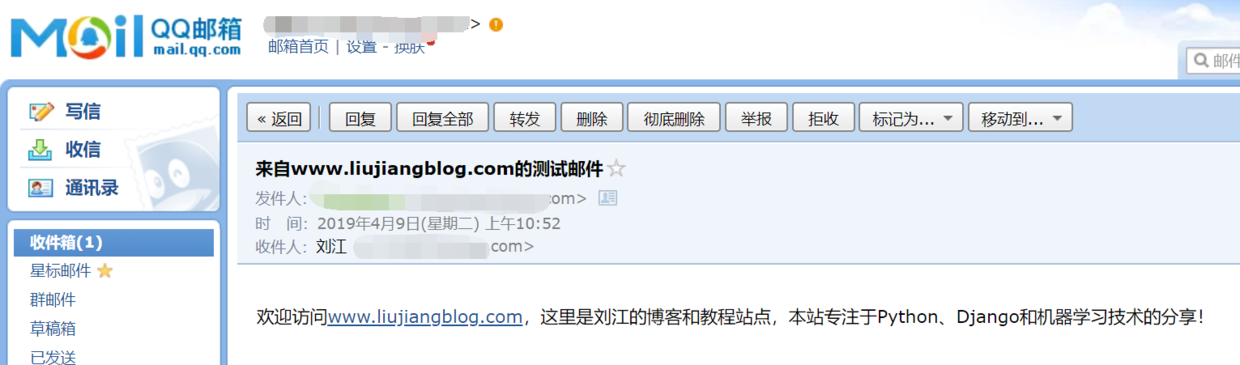 Mail QQ邮箱
mail.qq.com
>
邮箱首页 | 设置 - 换肤
邮件
写信
收信
通讯录
收件箱(1)
星标邮件
群邮件
草稿箱
已发送
« 返回 回复 回复全部 转发 删除 彻底删除 举报 拒收 标记为... 移动到...
来自www.liujiangblog.com的测试邮件
发件人: com>
时 间: 2019年4月9日(星期二) 上午10:52
收件人: 刘江 com>
欢迎访问www.liujiangblog.com，这里是刘江的博客和教程站点，本站专注于Python、Django和机器学习技术的分享！